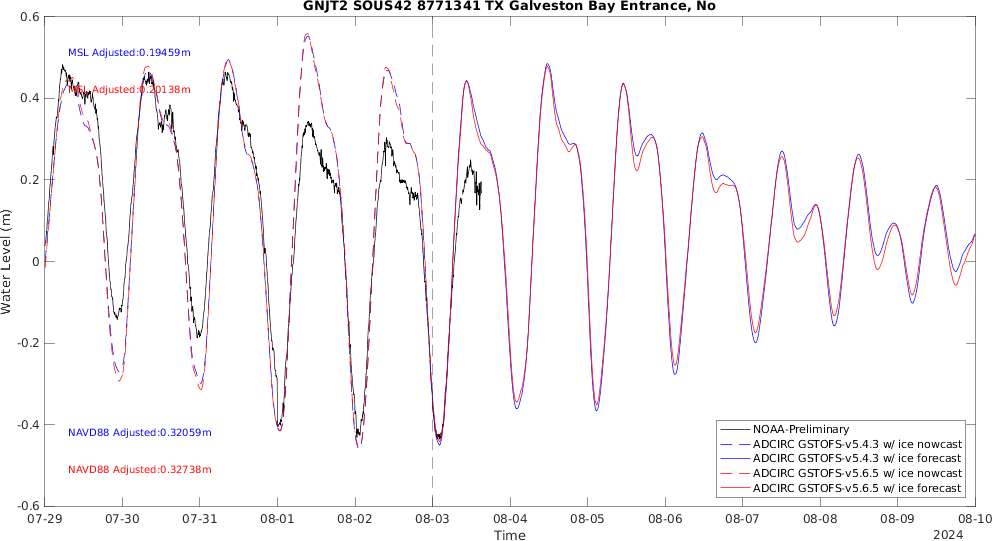 GNJT2 SOUS42 8771341 TX Galveston Bay Entrance, No
Water Level (m)
0.6
0.4
0.2
0
-0.2
-0.4
-0.6
MSL Adjusted:0.19459m
MSL Adjusted:0.20138m
NAVD88 Adjusted:0.32059m
NAVD88 Adjusted:0.32738m
NOAA-Preliminary
ADCIRC GSTOFS-v5.4.3 w/ ice nowcast
ADCIRC GSTOFS-v5.4.3 w/ ice forecast
ADCIRC GSTOFS-v5.6.5 w/ ice nowcast
ADCIRC GSTOFS-v5.6.5 w/ ice forecast
07-29 07-30 07-31 08-01 08-02 08-03 08-04 08-05 08-06 08-07 08-08 08-09 08-10
Time
2024